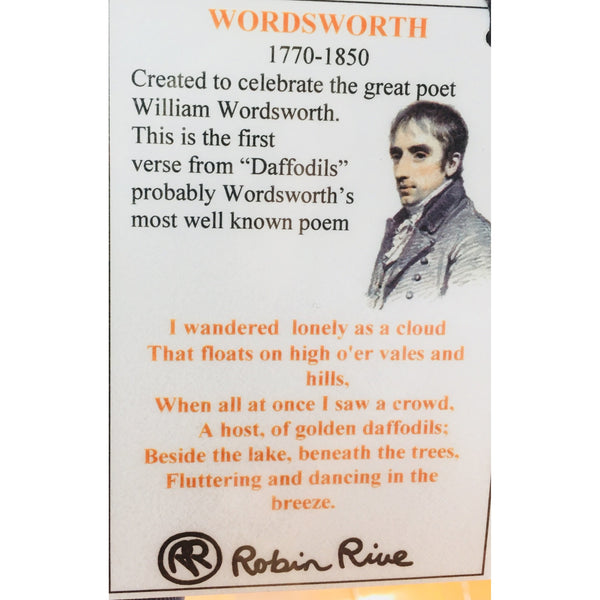 WORDSWORTH
1770-1850
Created to celebrate the great poet
William Wordsworth.
This is the first
verse from “Daffodils”
probably Wordsworth’s
most well known poem
I wandered lonely as a cloud
That floats on high o'er vales and
hills,
When all at once I saw a crowd,
A host, of golden daffodils;
Beside the lake, beneath the trees,
Fluttering and dancing in the
breeze.
RR Robin Rive